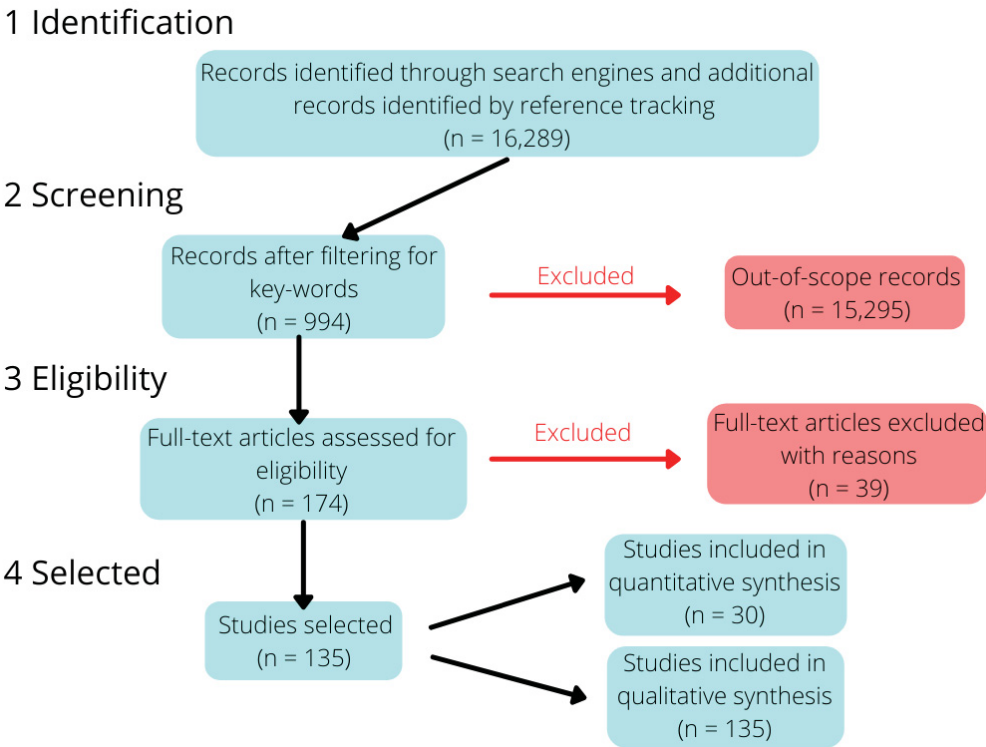 1 Identification
Records identified through search engines and additional
records identified by reference tracking
(n = 16,289)
2 Screening
Records after filtering for
key-words
(n = 994)
Excluded
Out-of-scope records
(n = 15,295)
3 Eligibility
Full-text articles assessed for
eligibility
(n = 174)
Excluded
Full-text articles excluded
with reasons
(n = 39)
4 Selected
Studies selected
(n = 135)
Studies included in
quantitative synthesis
(n = 30)
Studies included in
qualitative synthesis
(n = 135)